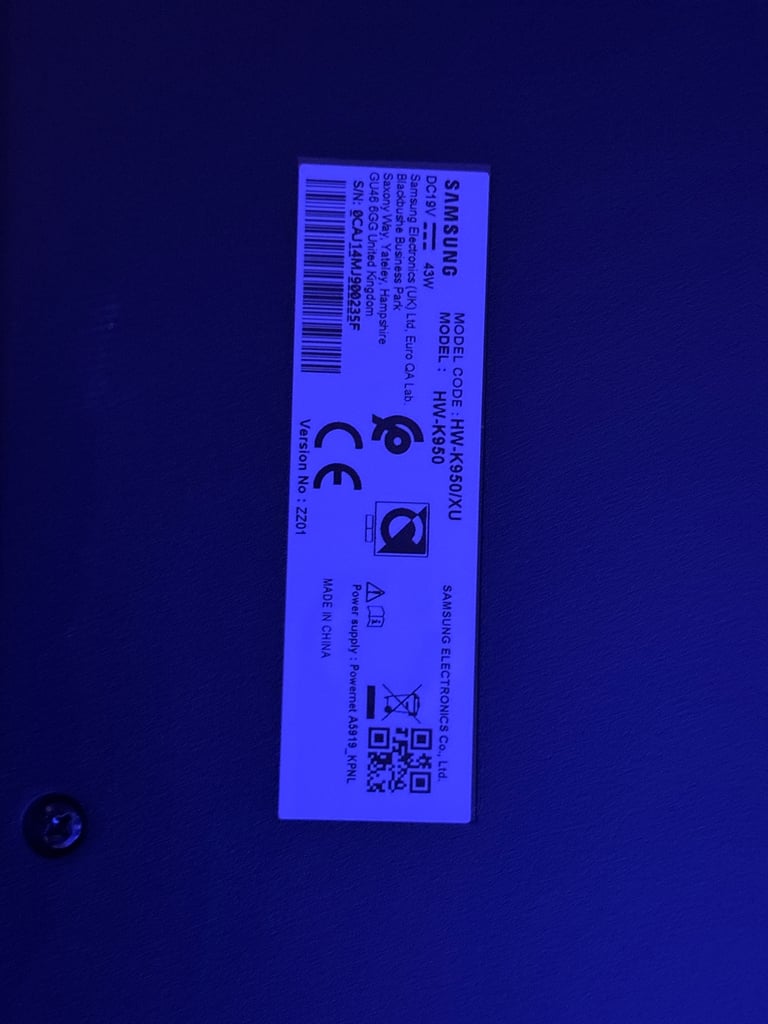 SAMSUNG
DC19V 43W
MODEL CODE : HW-K950/XU
MODEL : HW-K950
Samsung Electronics (UK) Ltd, Euro QA Lab.
Blackbushe Business Park
Saxony Way, Yateley, Hampshire
GU46 6GG United Kingdom
S/N: 0CAJ14MJ900235F
Version No : ZZ01
SAMSUNG ELECTRONICS Co., Ltd.
Power supply : Powernet A5919_KPNL
MADE IN CHINA